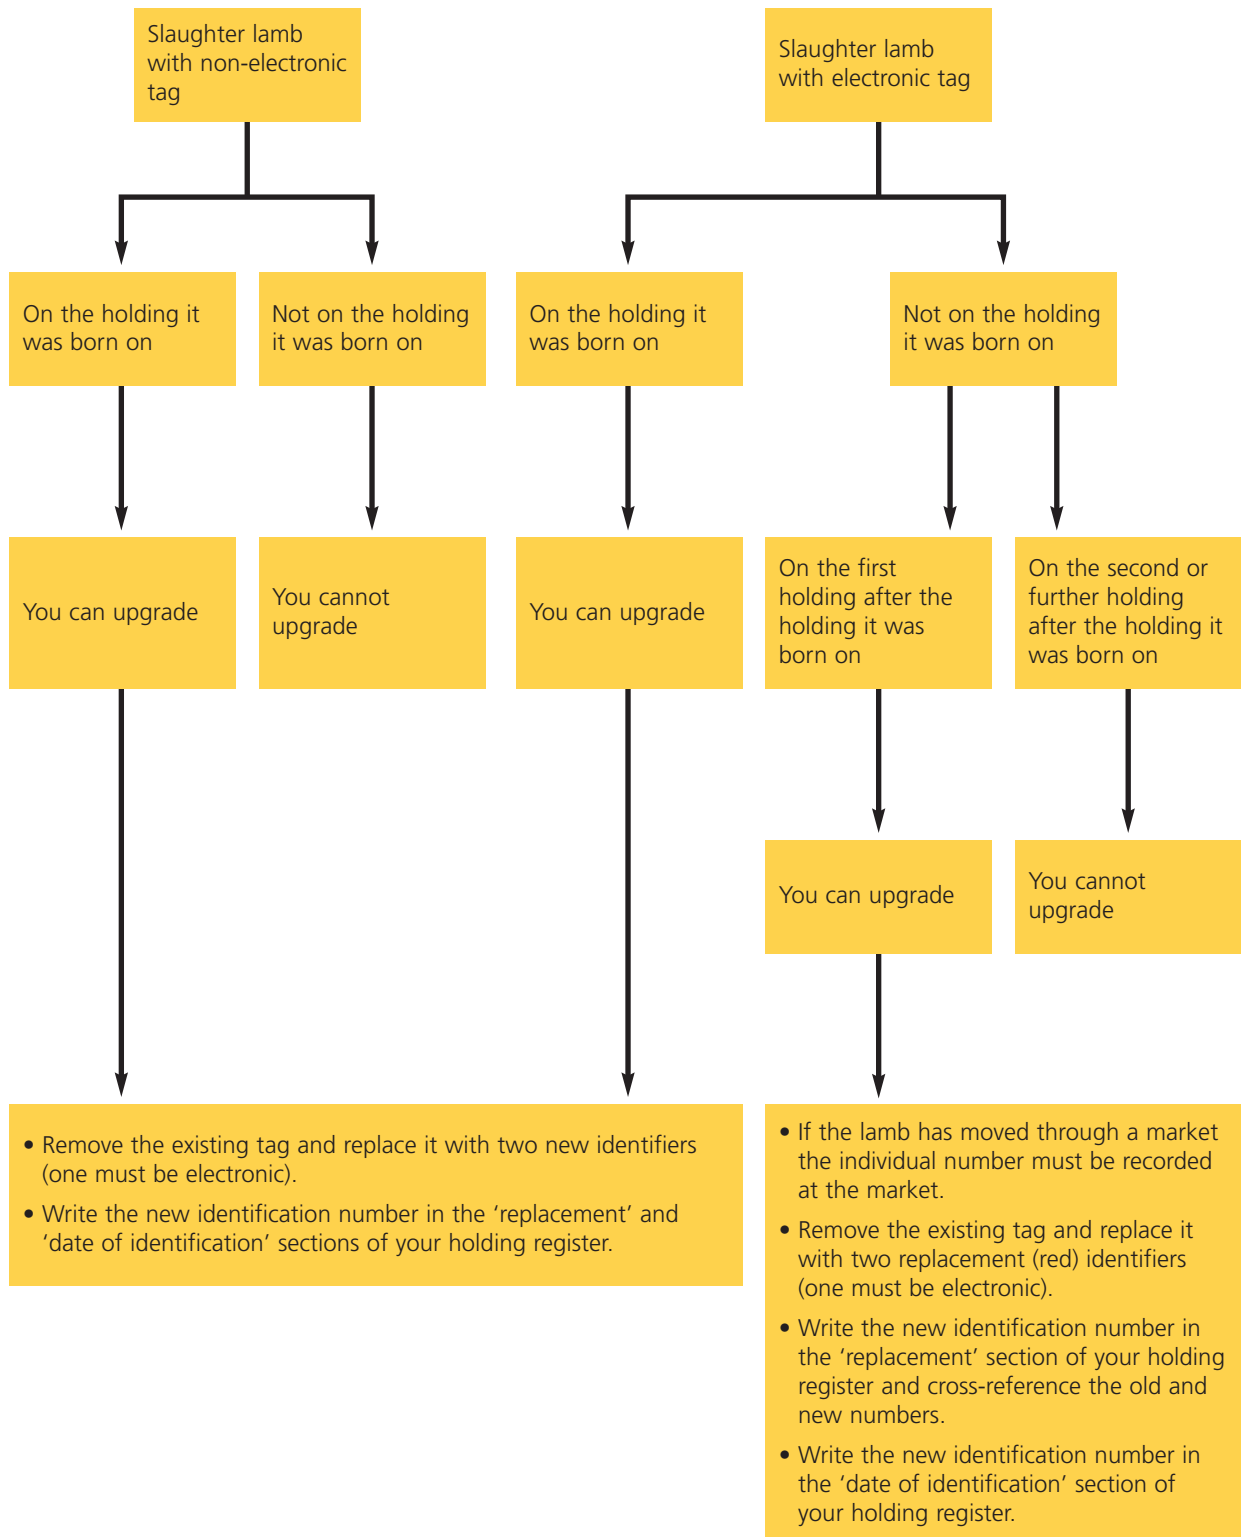 Slaughter lamb
with non-electronic
tag
Slaughter lamb
with electronic tag
On the holding it
was born on
Not on the holding
it was born on
On the holding it
was born on
Not on the holding
it was born on
You can upgrade
You cannot
upgrade
You can upgrade
On the first
holding after the
holding it was
born on
On the second or
further holding
after the holding it
was born on
You can upgrade
You cannot
upgrade
• Remove the existing tag and replace it with two new identifiers
(one must be electronic).
• Write the new identification number in the ‘replacement’ and
‘date of identification’ sections of your holding register.
• If the lamb has moved through a market
the individual number must be recorded
at the market.
• Remove the existing tag and replace it
with two replacement (red) identifiers
(one must be electronic).
• Write the new identification number in
the ‘replacement’ section of your holding
register and cross-reference the old and
new numbers.
• Write the new identification number in
the ‘date of identification’ section of
your holding register.